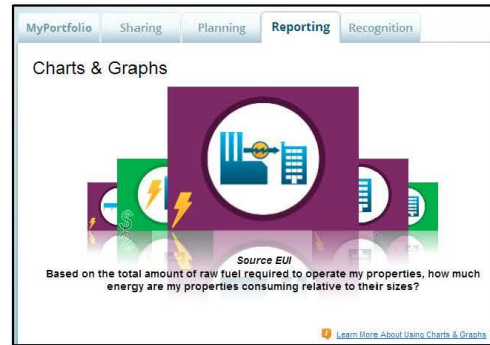 MyPortfolio Sharing Planning Reporting Recognition
Charts & Graphs
Source EUI
Based on the total amount of raw fuel required to operate my properties, how much
energy are my properties consuming relative to their sizes?
Learn More About Using Charts & Graphs